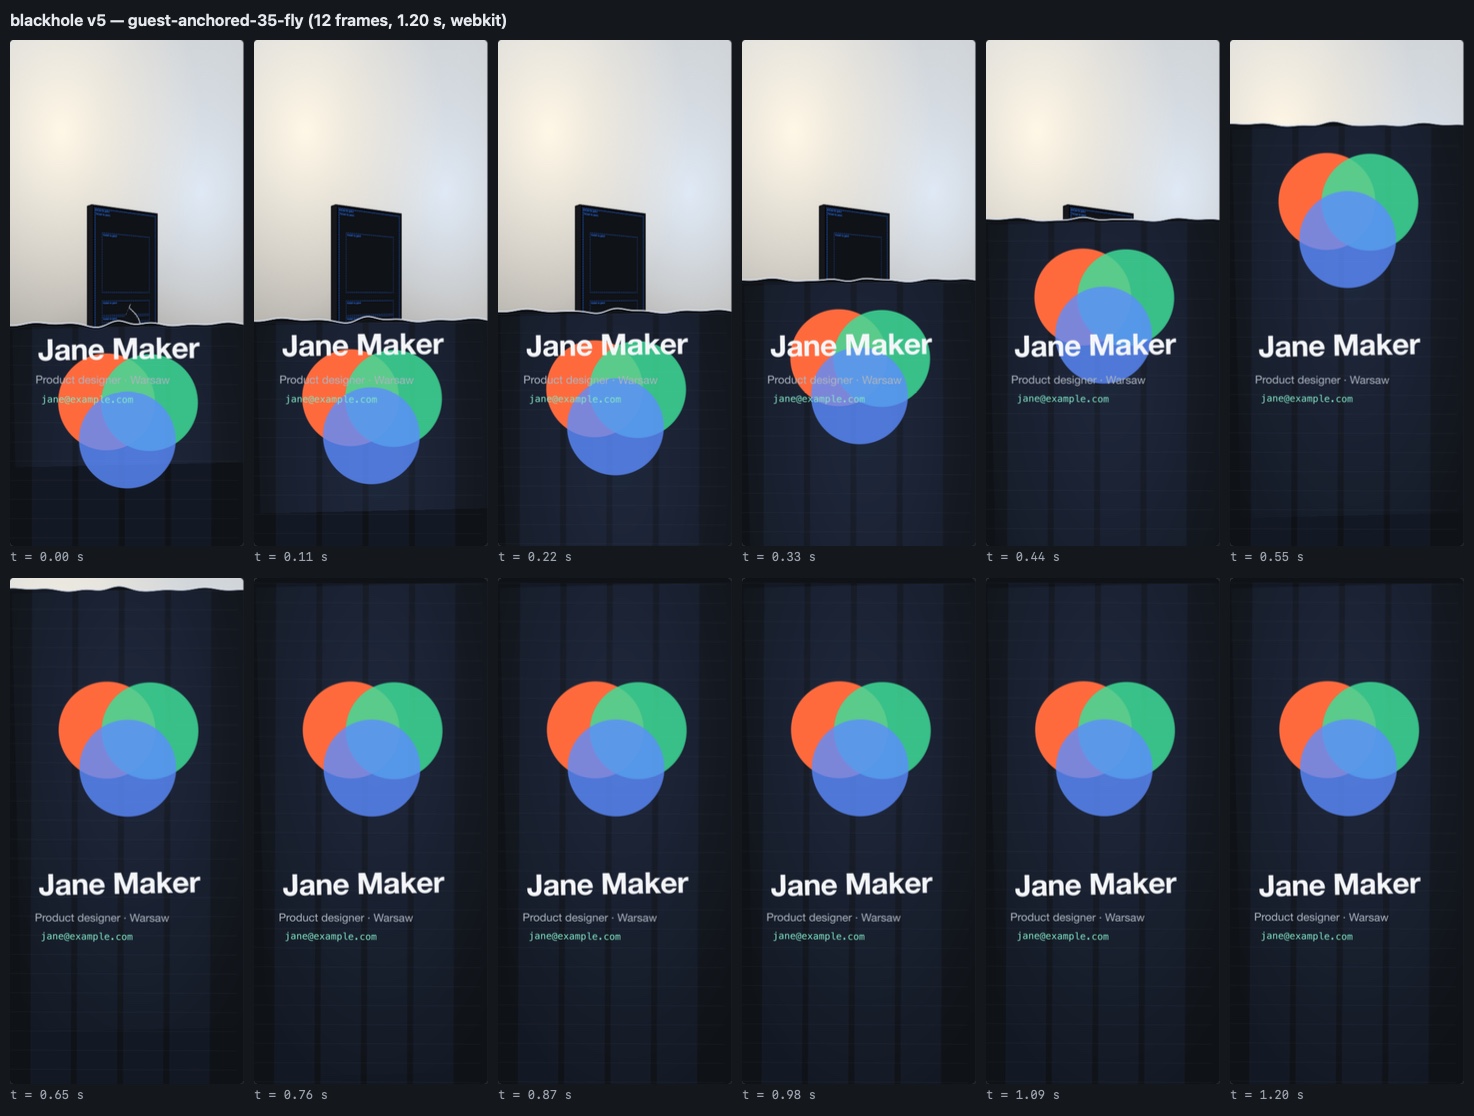 blackhole v5 — guest-anchored-35-fly (12 frames, 1.20 s, webkit)
Jane Maker
Product designer · Warsaw
jane@example.com
Jane Maker
Product designer · Warsaw
jane@example.com
Jane Maker
Product designer · Warsaw
jane@example.com
Jane Maker
Product designer · Warsaw
jane@example.com
Jane Maker
Product designer · Warsaw
jane@example.com
Jane Maker
Product designer · Warsaw
jane@example.com
t = 0.00 s
t = 0.11 s
t = 0.22 s
t = 0.33 s
t = 0.44 s
t = 0.55 s
Jane Maker
Product designer · Warsaw
jane@example.com
Jane Maker
Product designer · Warsaw
jane@example.com
Jane Maker
Product designer · Warsaw
jane@example.com
Jane Maker
Product designer · Warsaw
jane@example.com
Jane Maker
Product designer · Warsaw
jane@example.com
Jane Maker
Product designer · Warsaw
jane@example.com
t = 0.65 s
t = 0.76 s
t = 0.87 s
t = 0.98 s
t = 1.09 s
t = 1.20 s